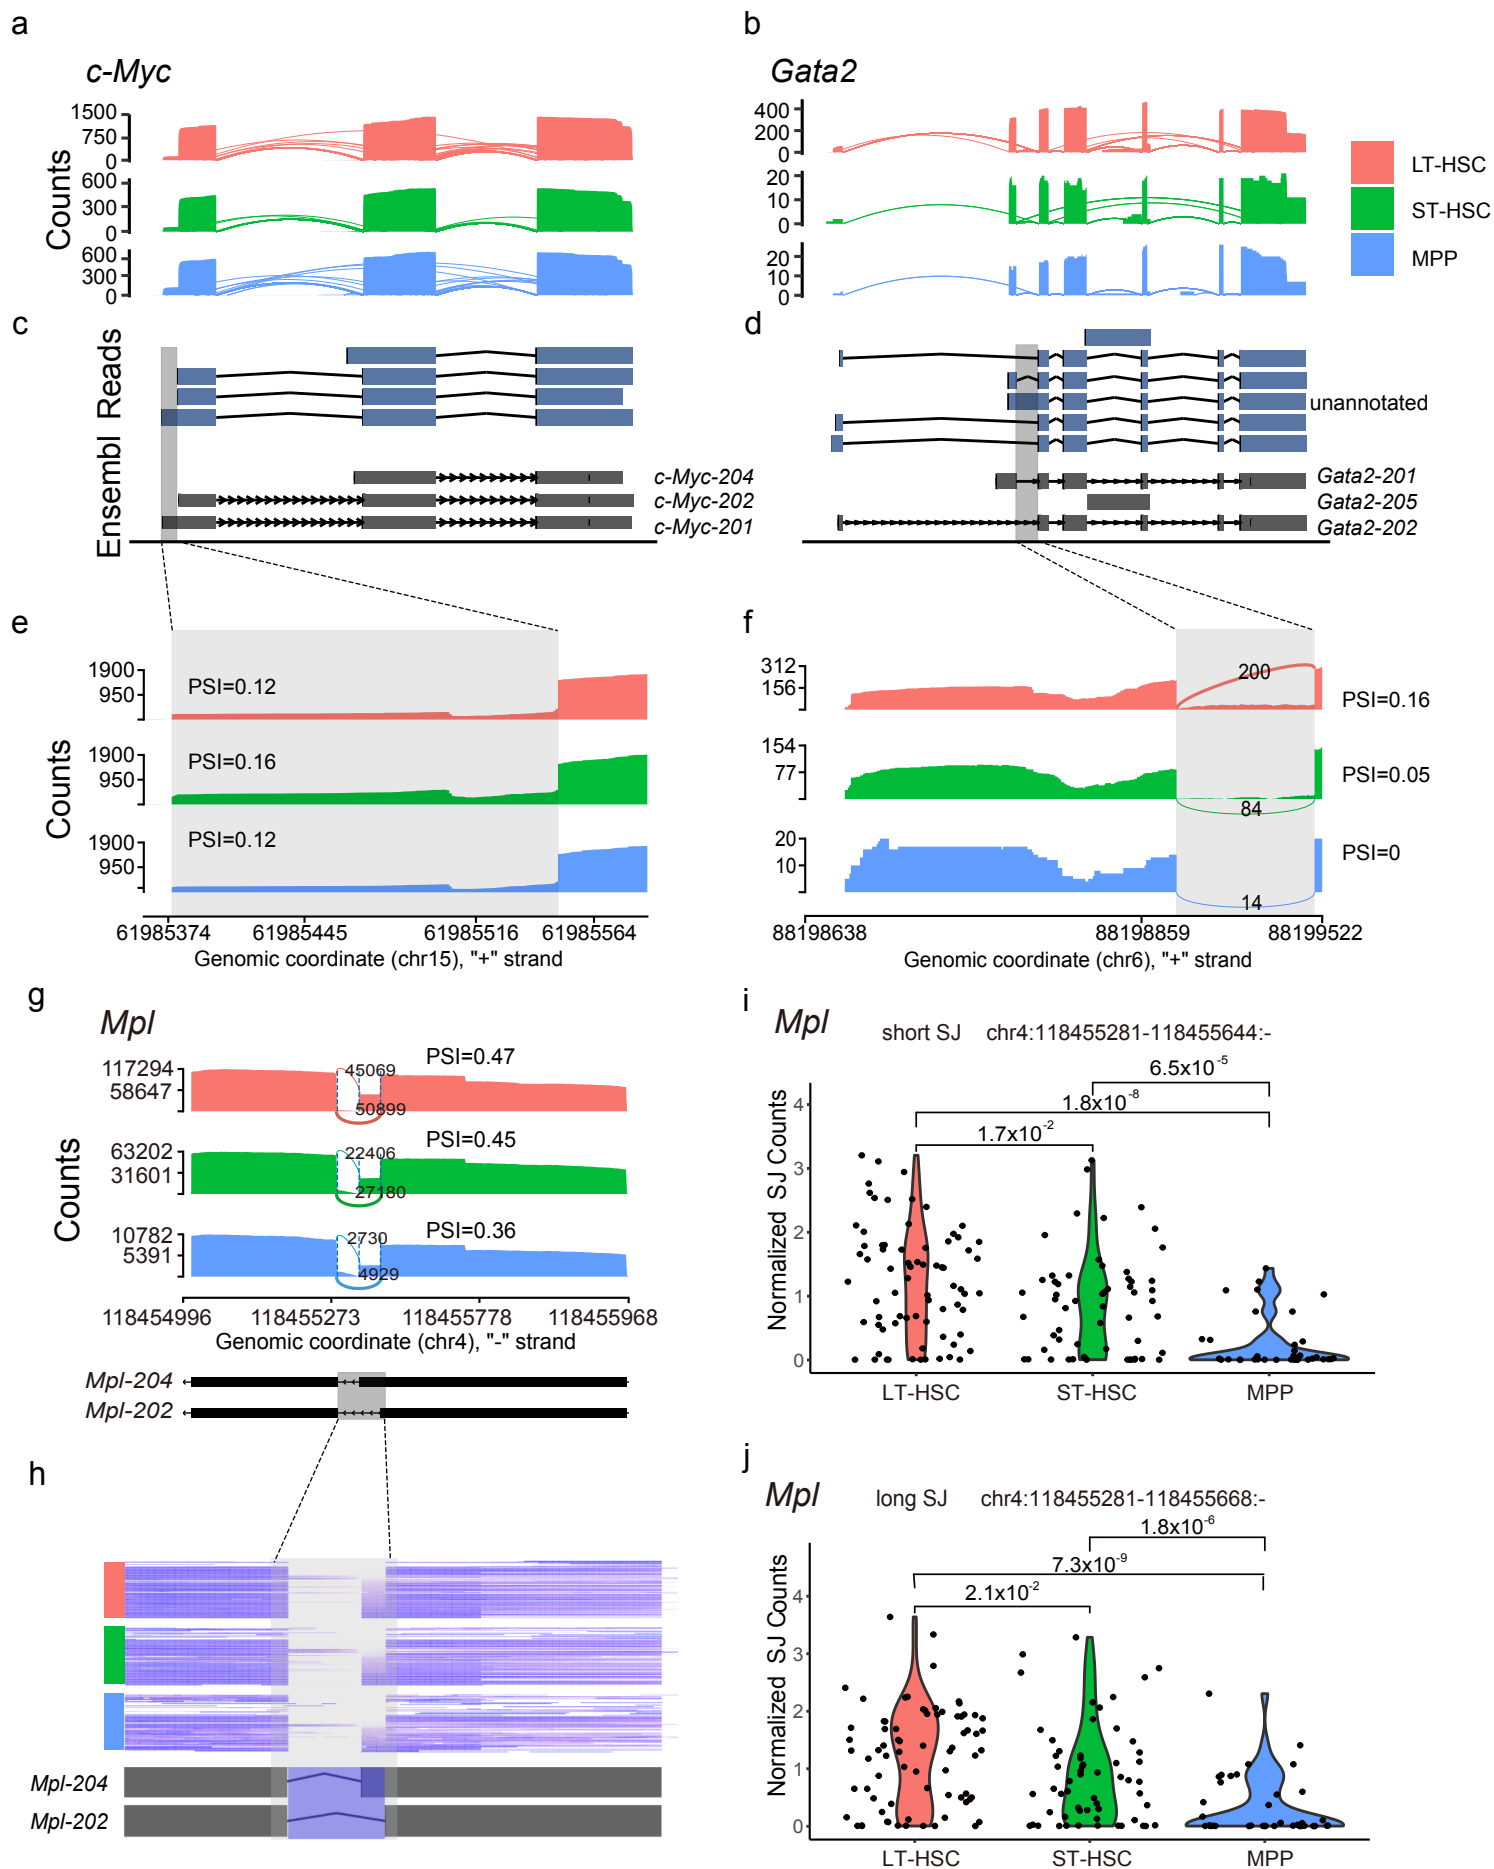 a
b
c-Myc
Gata2
1500
750
0
600
300
0
600
300
0
Counts
400
200
0
20
10
0
20
10
0
LT-HSC
ST-HSC
MPP
c
d
Reads
Ensembl
c-Myc-204
c-Myc-202
c-Myc-201
unannotated
Gata2-201
Gata2-205
Gata2-202
e
f
1900
950
PSI=0.12
1900
950
PSI=0.16
1900
950
PSI=0.12
Counts
61985374 61985445 61985516 61985564
Genomic coordinate (chr15), "+" strand
312
156
200
PSI=0.16
154
77
84
PSI=0.05
20
10
14
PSI=0
88198638 88198859 88199522
Genomic coordinate (chr6), "+" strand
g
Mpl
117294
58647
45069
50899
PSI=0.47
63202
31601
22406
27180
PSI=0.45
10782
5391
2730
4929
PSI=0.36
Counts
118454996 118455273 118455778 118455968
Genomic coordinate (chr4), "-" strand
Mpl-204
Mpl-202
h
Mpl-204
Mpl-202
i
Mpl short SJ chr4:118455281-118455644:-
6.5x10-5
1.8x10-8
1.7x10-2
Normalized SJ Counts
4
3
2
1
0
LT-HSC ST-HSC MPP
j
Mpl long SJ chr4:118455281-118455668:-
1.8x10-6
7.3x10-9
2.1x10-2
Normalized SJ Counts
4
3
2
1
0
LT-HSC ST-HSC MPP